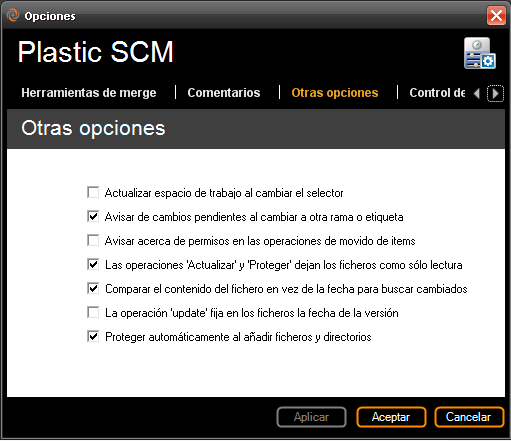 Opciones
Plastic SCM
Herramientas de merge
Comentarios
Otras opciones
Control de
Otras opciones
Actualizar espacio de trabajo al cambiar el selector
Avisar de cambios pendientes al cambiar a otra rama o etiqueta
Avisar acerca de permisos en las operaciones de movido de items
Las operaciones 'Actualizar' y 'Proteger' dejan los ficheros como sólo lectura
Comparar el contenido del fichero en vez de la fecha para buscar cambiados
La operación 'update' fija en los ficheros la fecha de la versión
Proteger automáticamente al añadir ficheros y directorios
Aplicar
Aceptar
Cancelar